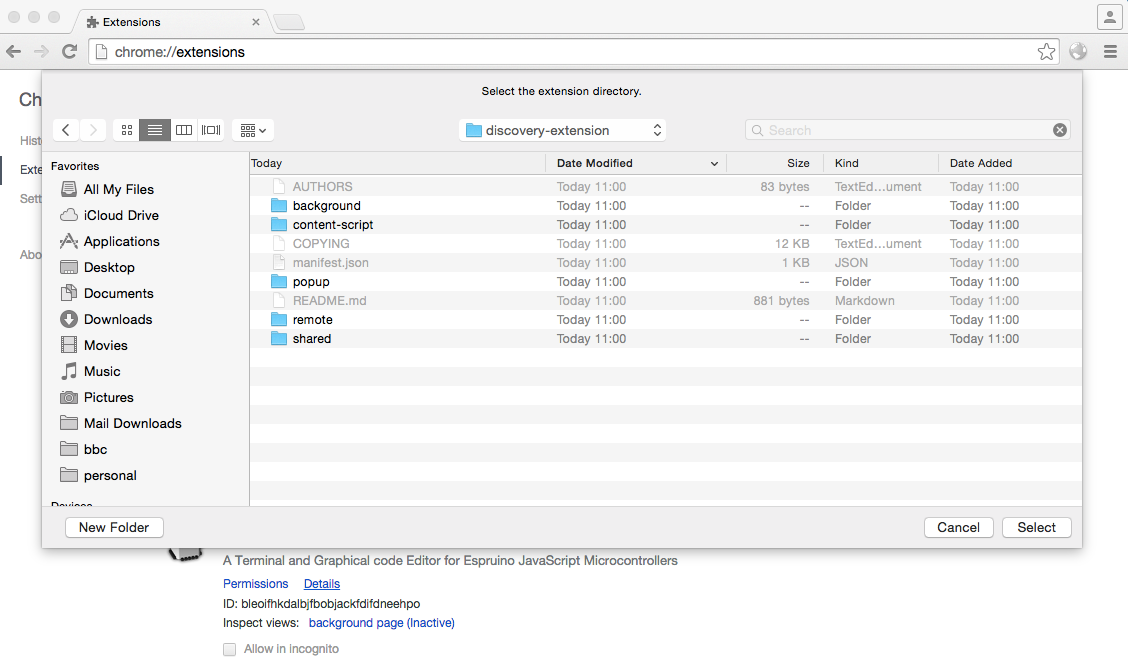 Extensions
chrome://extensions
Ch
Select the extension directory.
discovery-extension
Search
Hist
Exte
Sett
Abo
Favorites
All My Files
iCloud Drive
Applications
Desktop
Documents
Downloads
Movies
Music
Pictures
Mail Downloads
bbc
personal
Devices
Today Date Modified Size Kind Date Added
AUTHORS Today 11:00 83 bytes TextEd...ument Today 11:00
background Today 11:00 -- Folder Today 11:00
content-script Today 11:00 -- Folder Today 11:00
COPYING Today 11:00 12 KB TextEd...ument Today 11:00
manifest.json Today 11:00 1 KB JSON Today 11:00
popup Today 11:00 -- Folder Today 11:00
README.md Today 11:00 881 bytes Markdown Today 11:00
remote Today 11:00 -- Folder Today 11:00
shared Today 11:00 -- Folder Today 11:00
New Folder Cancel Select
A Terminal and Graphical code Editor for Espruino JavaScript Microcontrollers
Permissions Details
ID: bleoifhkdalbjfbobjackfdifdneehpo
Inspect views: background page (Inactive)
Allow in incognito